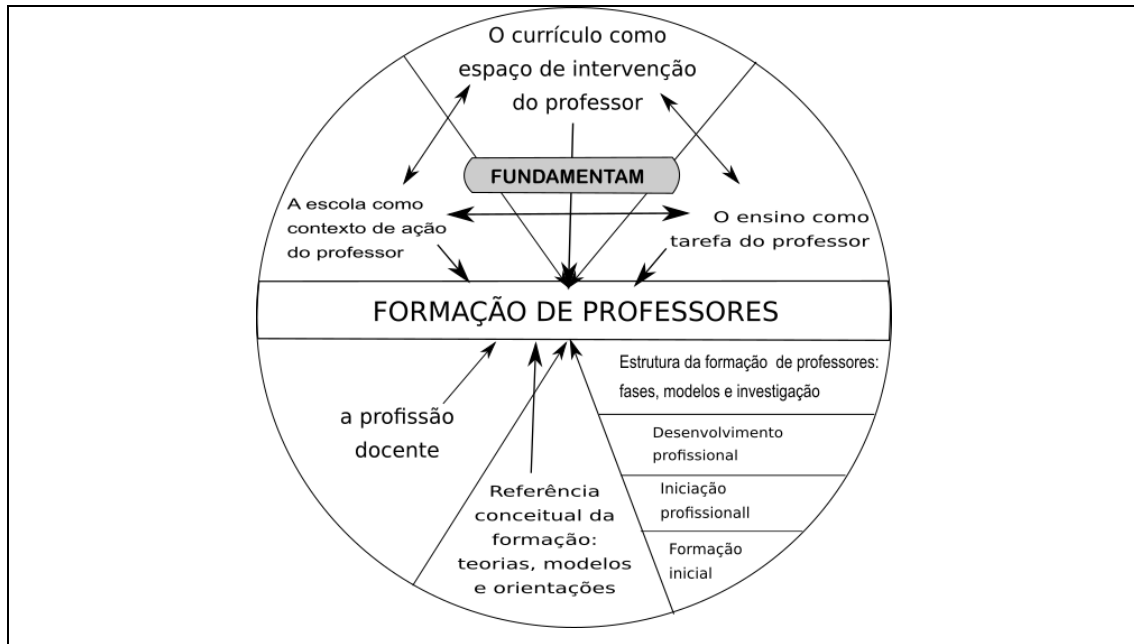 O currículo como
espaço de intervenção
do professor
FUNDAMENTAM
A escola como
contexto de ação
do professor
O ensino como
tarefa do professor
FORMAÇÃO DE PROFESSORES
a profissão
docente
Referência
conceitual da
formação:
teorias, modelos
e orientações
Estrutura da formação de professores:
fases, modelos e investigação
Desenvolvimento
profissional
Iniciação
profissionall
Formação
inicial